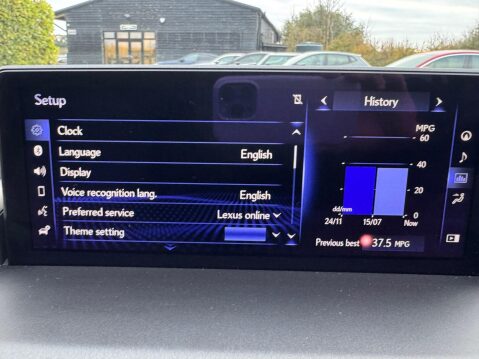 Setup
Clock
Language English
Display
Voice recognition lang. English
Preferred service Lexus online
Theme setting
History
MPG
60
40
20
0
dd/mm
24/11 15/07 Now
Previous best 37.5 MPG